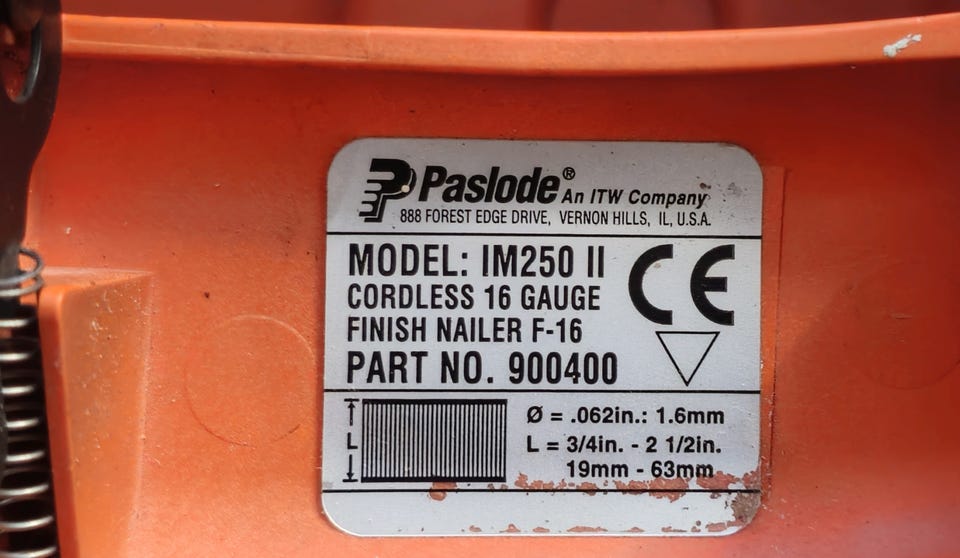 Paslode® An ITW Company
888 FOREST EDGE DRIVE, VERNON HILLS, IL, U.S.A.
MODEL: IM250 II
CORDLESS 16 GAUGE
FINISH NAILER F-16
PART NO. 900400
CE
L
Ø = .062in.: 1.6mm
L = 3/4in. - 2 1/2in.
19mm - 63mm